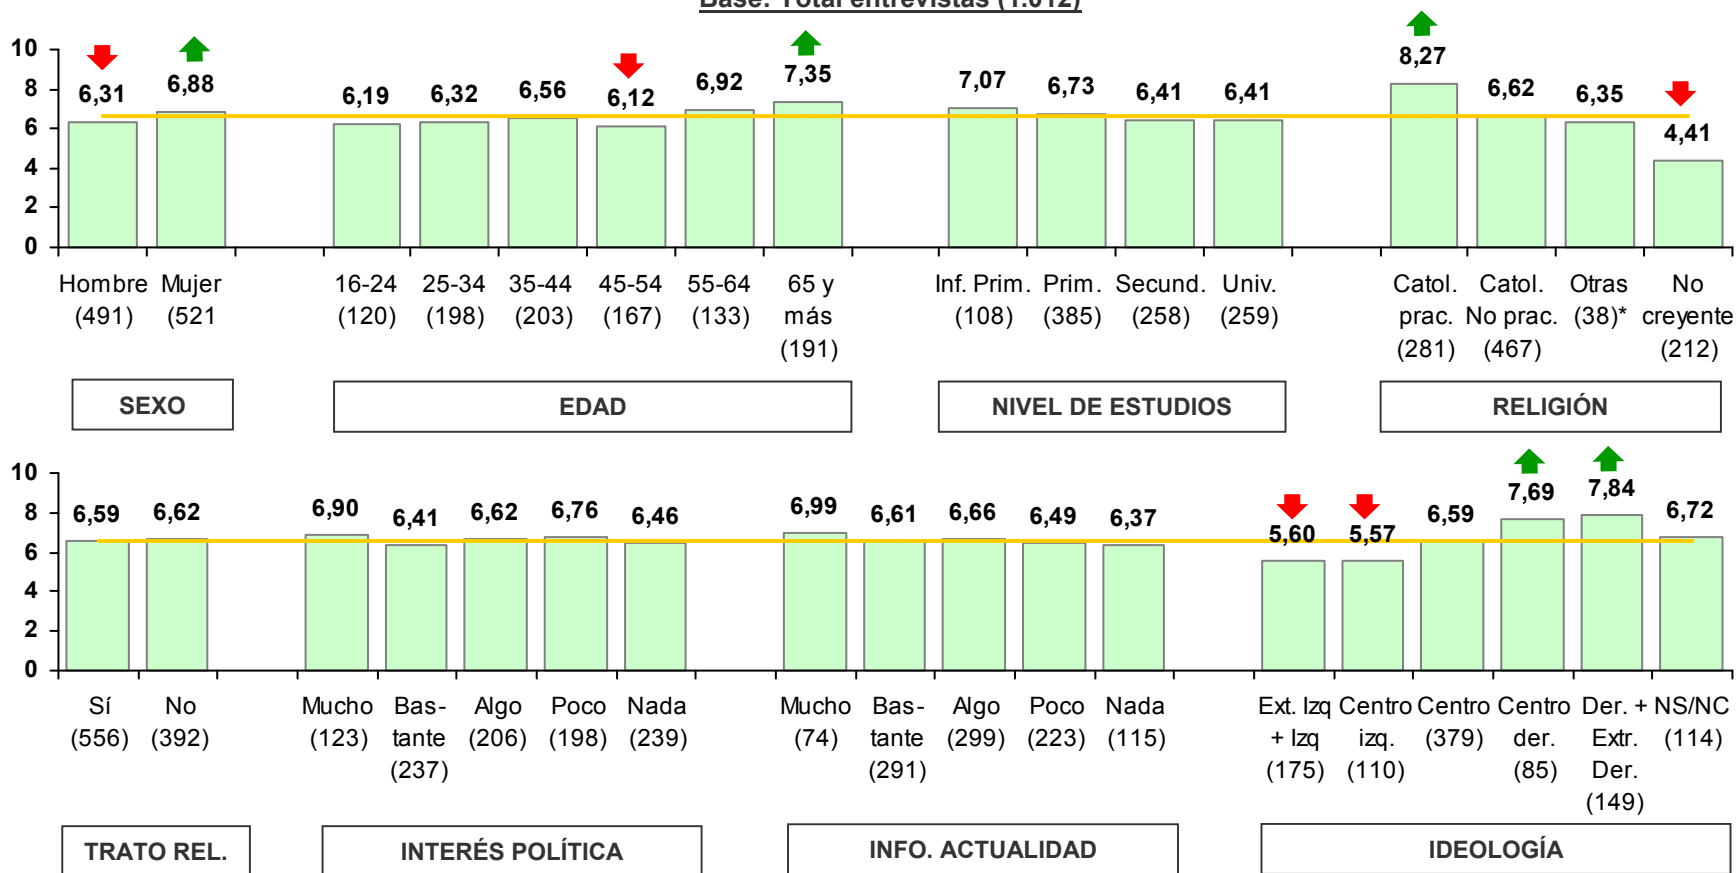 Base: Total entrevistas (1.012)
10
8
6
4
2
0
6,31
6,88
6,19
6,32
6,56
6,12
6,92
7,35
7,07
6,73
6,41
6,41
8,27
6,62
6,35
4,41
Hombre
(491)
Mujer
(521
16-24
(120)
25-34
(198)
35-44
(203)
45-54
(167)
55-64
(133)
65 y
más
(191)
Inf. Prim.
(108)
Prim.
(385)
Secund.
(258)
Univ.
(259)
Catol.
prac.
(281)
Catol.
No prac.
(467)
Otras
(38)*
No
creyente
(212)
SEXO
EDAD
NIVEL DE ESTUDIOS
RELIGIÓN
10
8
6
4
2
0
6,59
6,62
6,90
6,41
6,62
6,76
6,46
6,99
6,61
6,66
6,49
6,37
5,60
5,57
6,59
7,69
7,84
6,72
Sí
(556)
No
(392)
Mucho
(123)
Bas-
tante
(237)
Algo
(206)
Poco
(198)
Nada
(239)
Mucho
(74)
Bas-
tante
(291)
Algo
(299)
Poco
(223)
Nada
(115)
Ext. Izq
+ Izq
(175)
Centro
izq.
(110)
Centro
(379)
Centro
der.
(85)
Der. +
Extr.
Der.
(149)
NS/NC
(114)
TRATO REL.
INTERÉS POLÍTICA
INFO. ACTUALIDAD
IDEOLOGÍA